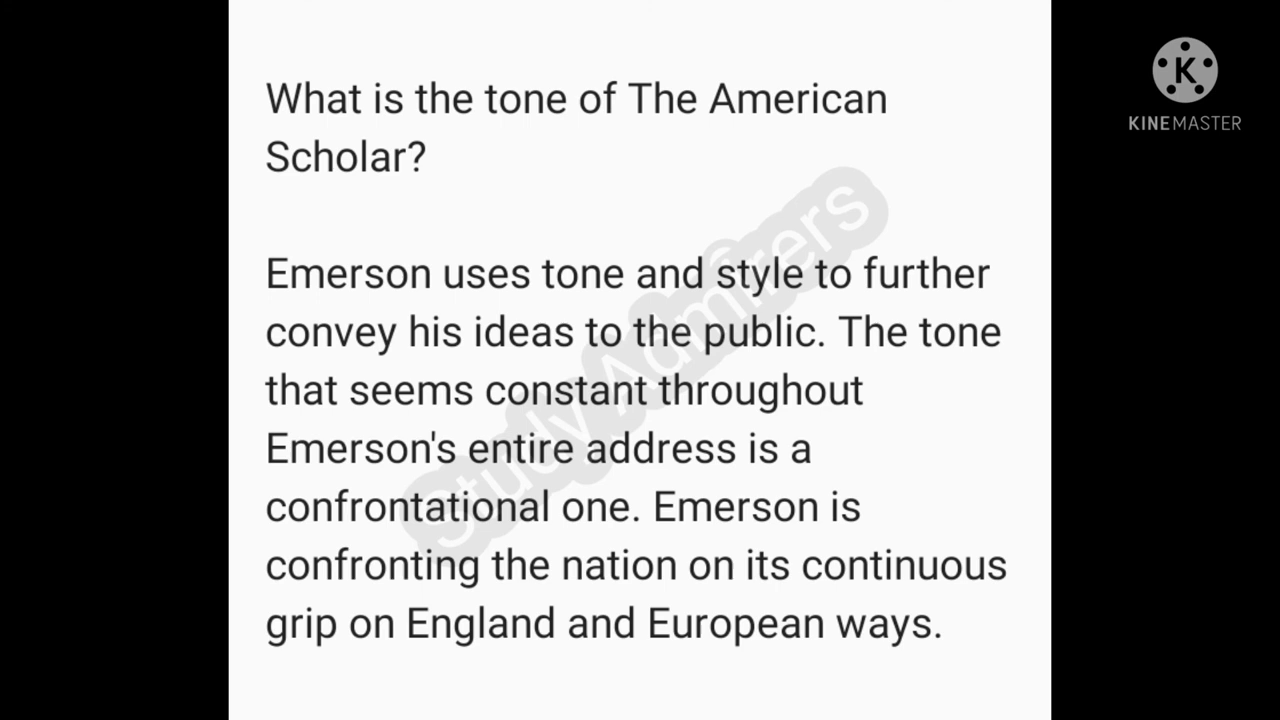 What is the tone of The American
Scholar?
Emerson uses tone and style to further
convey his ideas to the public. The tone
that seems constant throughout
Emerson's entire address is a
confrontational one. Emerson is
confronting the nation on its continuous
grip on England and European ways.
Study Admirers
K
KINEMASTER